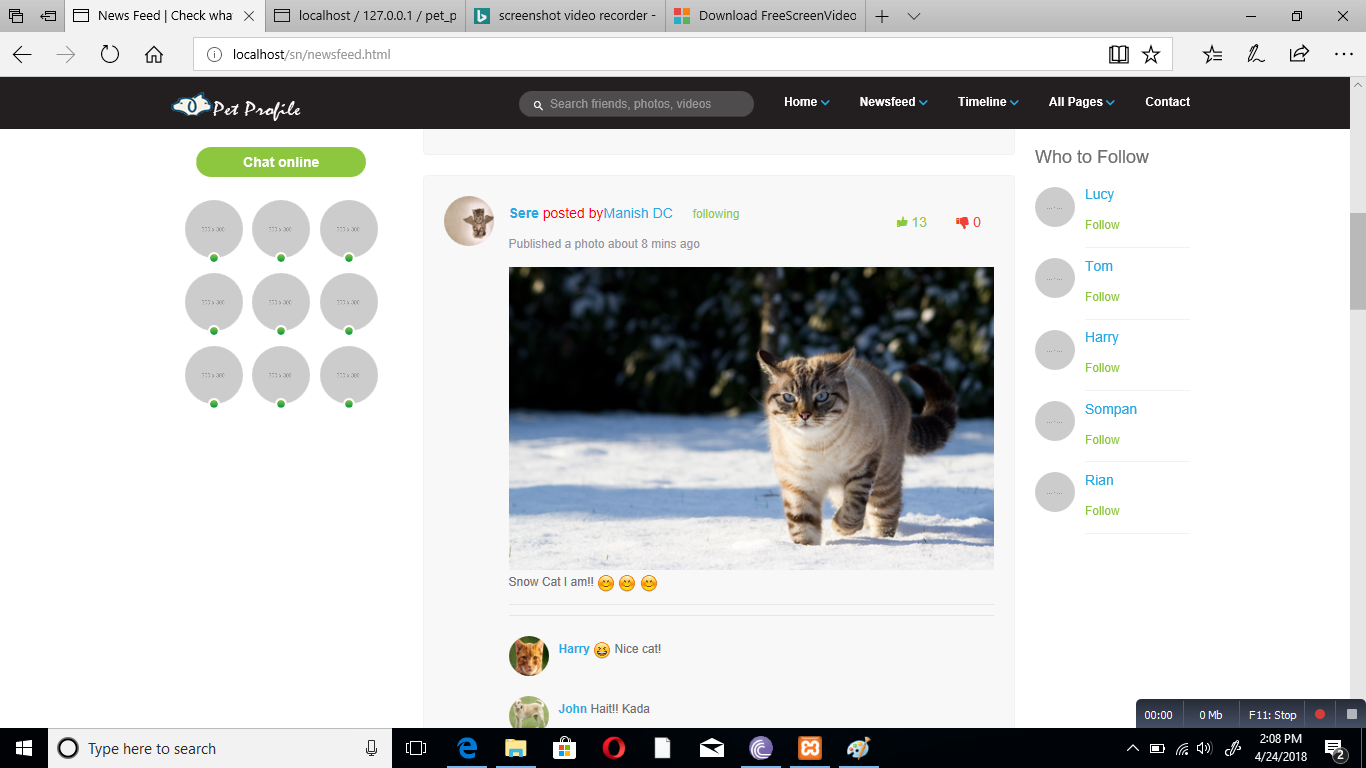 News Feed | Check wha
localhost / 127.0.0.1 / pet_p
screenshot video recorder -
Download FreeScreenVideo
localhost/sn/newsfeed.html
Pet Profile
Search friends, photos, videos
Home
Newsfeed
Timeline
All Pages
Contact
Chat online
Sere posted byManish DC following
13
0
Published a photo about 8 mins ago
Snow Cat I am!!
Harry Nice cat!
John Hait!! Kada
Who to Follow
Lucy
Follow
Tom
Follow
Harry
Follow
Sompan
Follow
Rian
Follow
00:00
0 Mb
F11: Stop
Type here to search
2:08 PM
4/24/2018
2